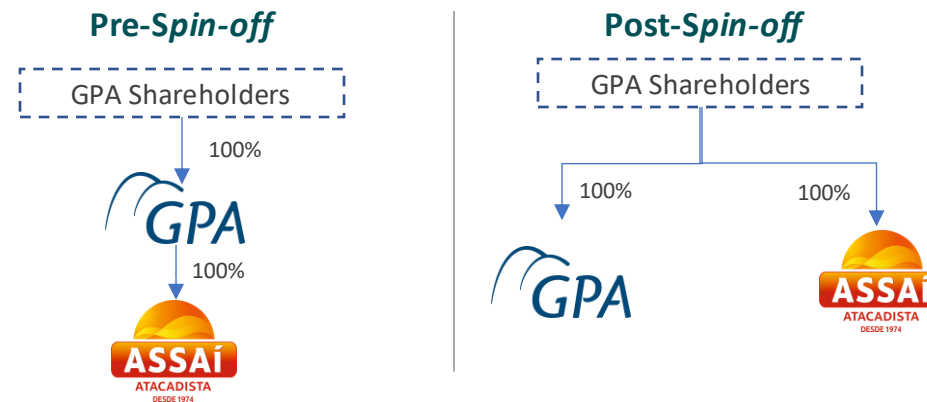 Pre-Spin-off
GPA Shareholders
100%
GPA
100%
ASSAÍ
ATACADISTA
DESDE 1974
Post-Spin-off
GPA Shareholders
100%
100%
GPA
ASSAÍ
ATACADISTA
DESDE 1974